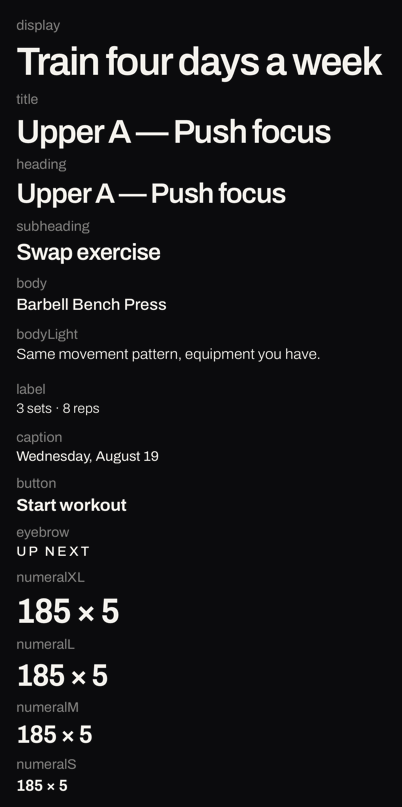 display
Train four days a week
title
Upper A — Push focus
heading
Upper A — Push focus
subheading
Swap exercise
body
Barbell Bench Press
bodyLight
Same movement pattern, equipment you have.
label
3 sets · 8 reps
caption
Wednesday, August 19
button
Start workout
eyebrow
UP NEXT
numeralXL
185 × 5
numeralL
185 × 5
numeralM
185 × 5
numeralS
185 × 5